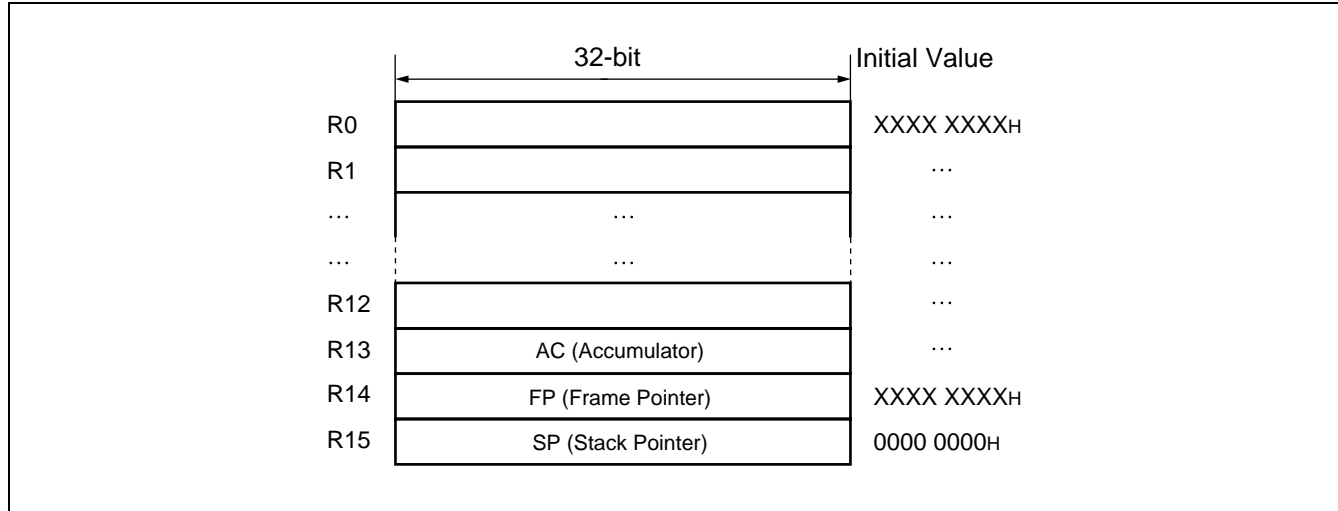 32-bit Initial Value
R0 XXXX XXXXH
R1 ...
... ... ...
... ... ...
R12 ...
R13 AC (Accumulator) ...
R14 FP (Frame Pointer) XXXX XXXXH
R15 SP (Stack Pointer) 0000 0000H